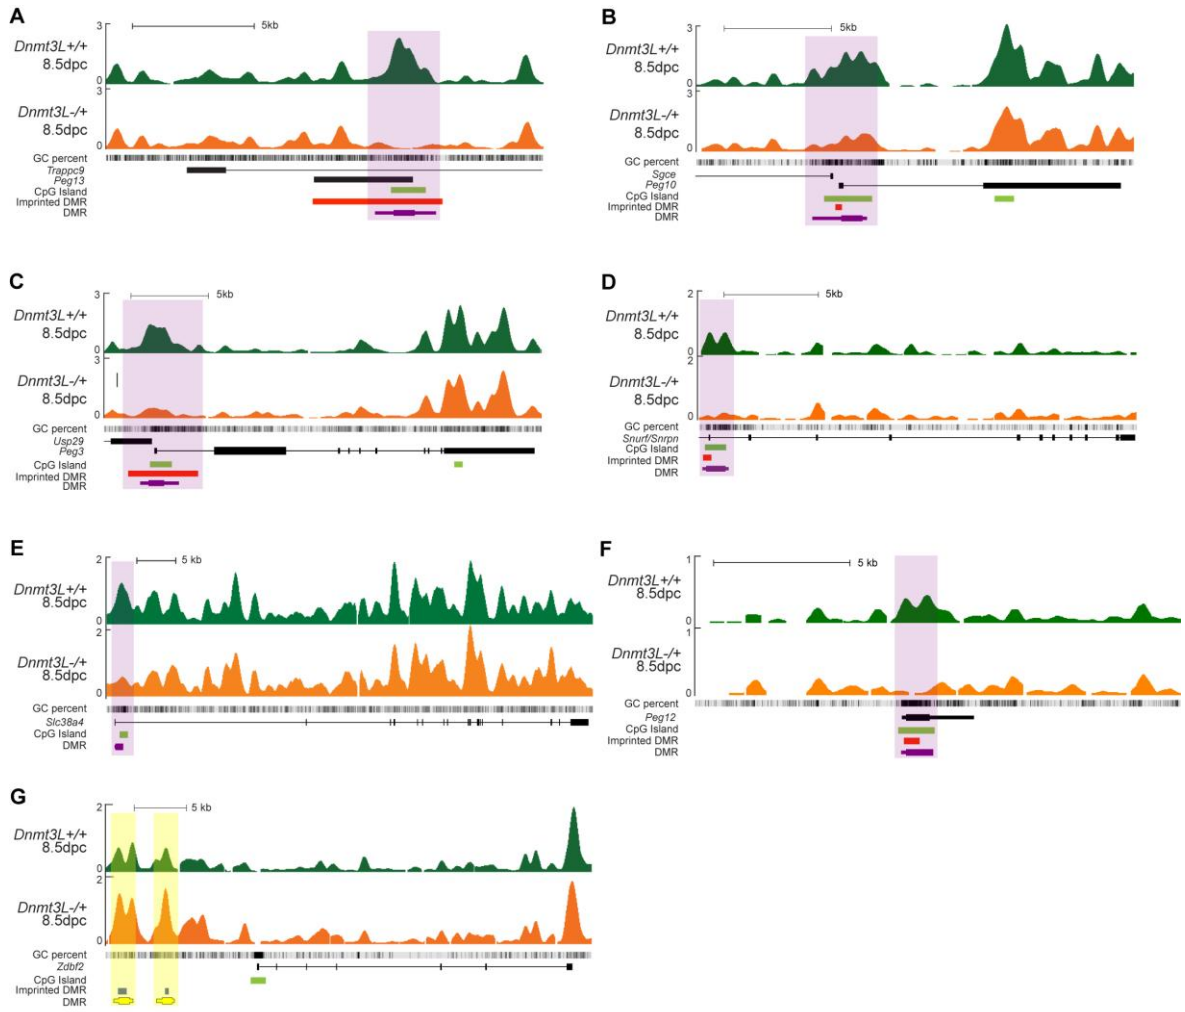 A
3
5kb
Dnmt3L+/+
8.5dpc
0
3
Dnmt3L-/+
8.5dpc
0
GC percent
Trappc9
Peg13
CpG Island
Imprinted DMR
DMR
B
3
5kb
Dnmt3L+/+
8.5dpc
0
3
Dnmt3L-/+
8.5dpc
0
GC percent
Sgce
Peg10
CpG Island
Imprinted DMR
DMR
C
3
5kb
Dnmt3L+/+
8.5dpc
0
3
Dnmt3L-/+
8.5dpc
0
GC percent
Usp29
Peg3
CpG Island
Imprinted DMR
DMR
D
2
5kb
Dnmt3L+/+
8.5dpc
0
2
Dnmt3L-/+
8.5dpc
0
GC percent
Snurf/Snrpn
CpG Island
Imprinted DMR
DMR
E
2
5 kb
Dnmt3L+/+
8.5dpc
0
2
Dnmt3L-/+
8.5dpc
0
GC percent
Slc38a4
CpG Island
DMR
F
1
5 kb
Dnmt3L+/+
8.5dpc
0
1
Dnmt3L-/+
8.5dpc
0
GC percent
Peg12
CpG Island
Imprinted DMR
DMR
G
2
5 kb
Dnmt3L+/+
8.5dpc
0
2
Dnmt3L-/+
8.5dpc
0
GC percent
Zdbf2
CpG Island
Imprinted DMR
DMR